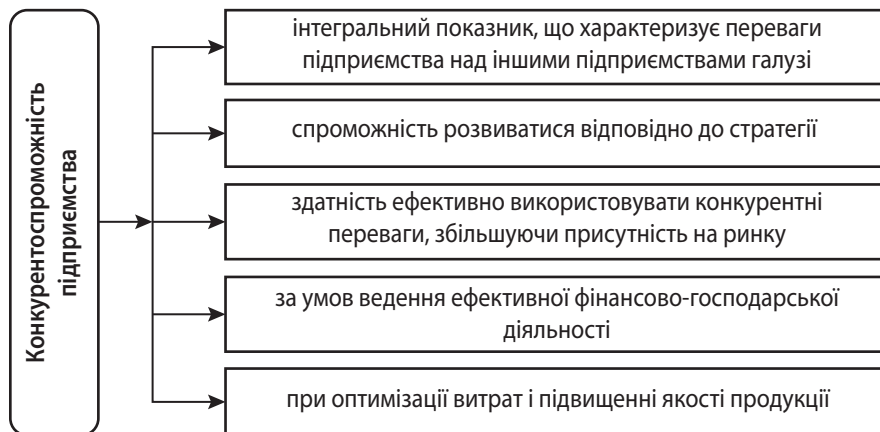 Конкурентоспроможність
підприємства
інтегральний показник, що характеризує переваги
підприємства над іншими підприємствами галузі
спроможність розвиватися відповідно до стратегії
здатність ефективно використовувати конкурентні
переваги, збільшуючи присутність на ринку
за умов ведення ефективної фінансово-господарської
діяльності
при оптимізації витрат і підвищенні якості продукції